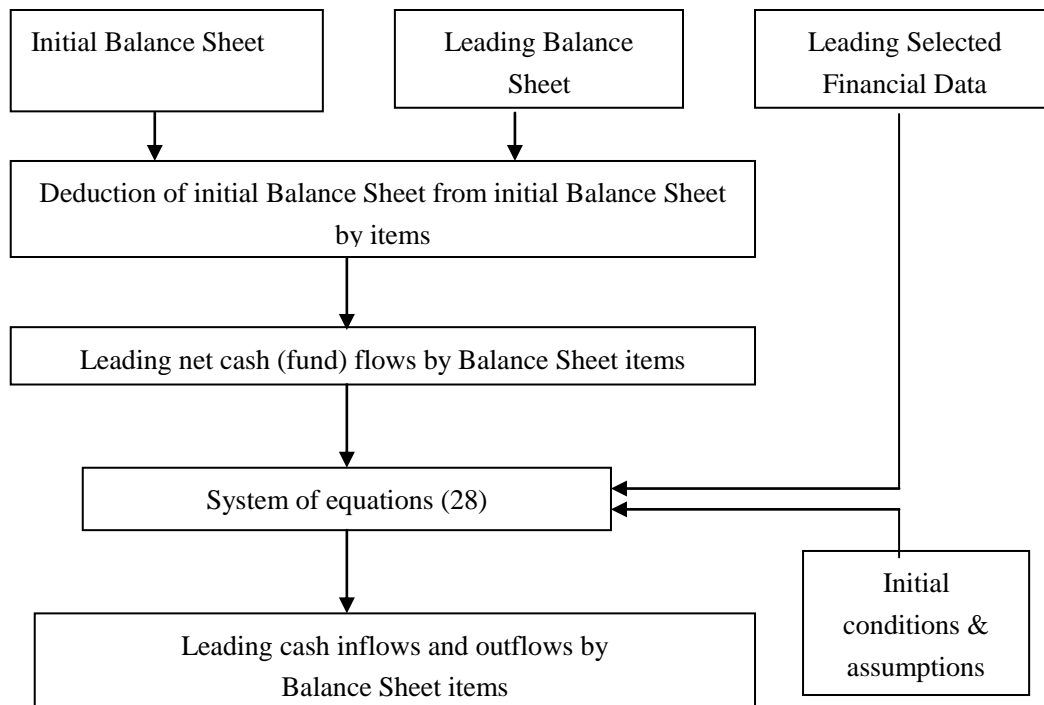 Initial Balance Sheet
Leading Balance
Sheet
Leading Selected
Financial Data
Deduction of initial Balance Sheet from initial Balance Sheet
by items
Leading net cash (fund) flows by Balance Sheet items
System of equations (28)
Initial
conditions &
assumptions
Leading cash inflows and outflows by
Balance Sheet items